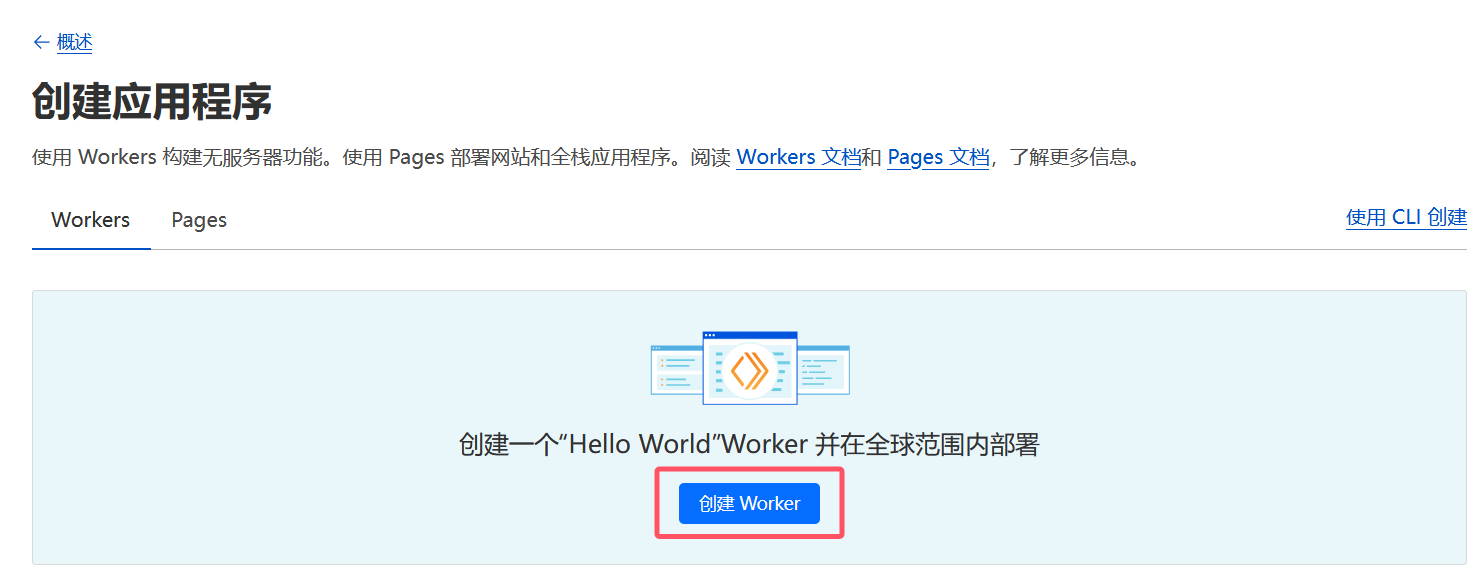 ← 概述
创建应用程序
使用 Workers 构建无服务器功能。使用 Pages 部署网站和全栈应用程序。阅读 Workers 文档和 Pages 文档，了解更多信息。
Workers Pages 使用 CLI 创建
创建一个“Hello World”Worker 并在全球范围内部署
创建 Worker